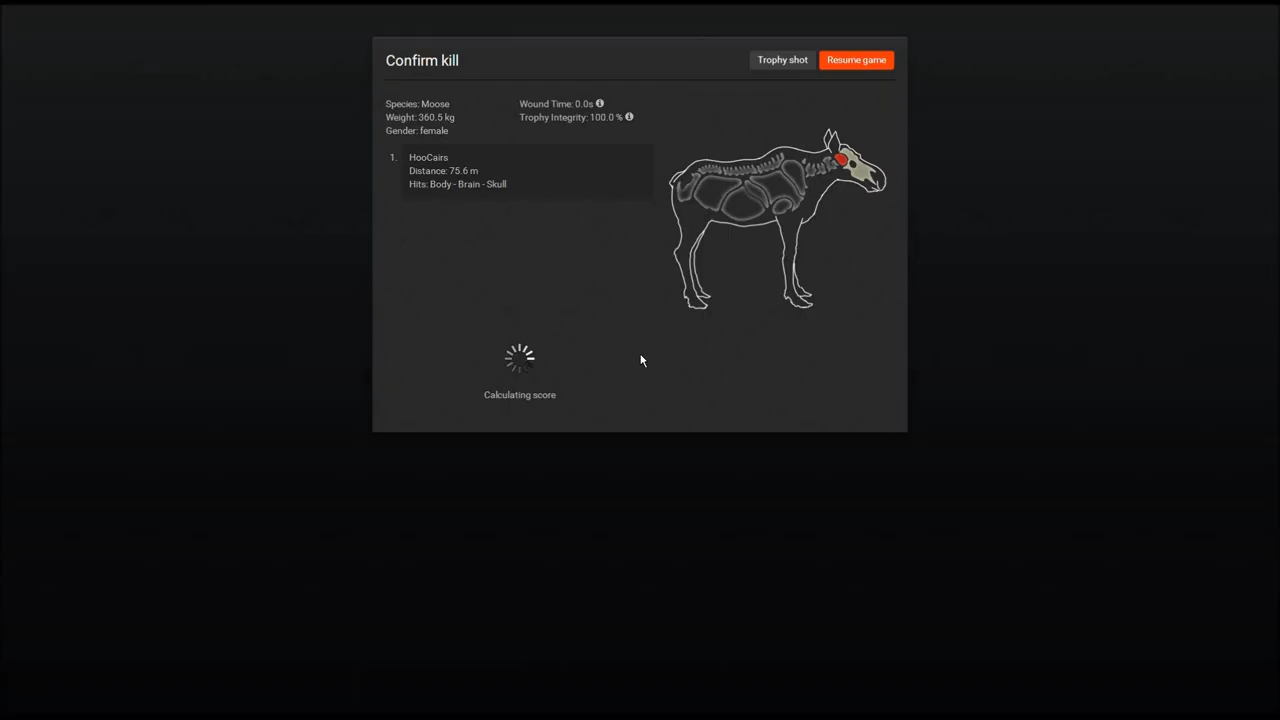 Confirm kill
Trophy shot
Resume game
Species: Moose
Weight: 360.5 kg
Gender: female
Wound Time: 0.0s
Trophy Integrity: 100.0 %
1.
HooCairs
Distance: 75.6 m
Hits: Body - Brain - Skull
Calculating score